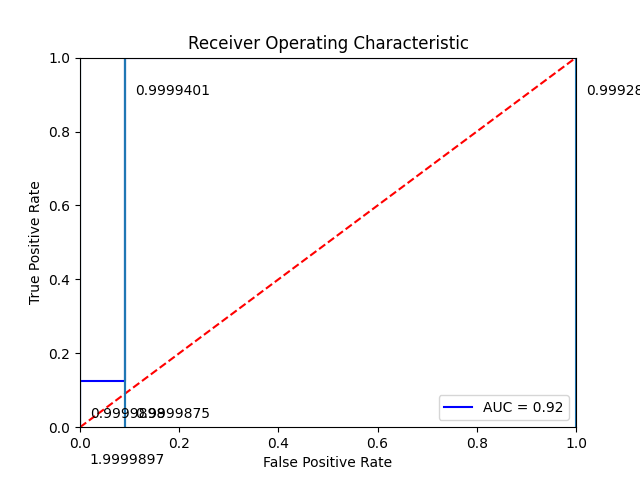 Receiver Operating Characteristic
1.0
0.9999401
0.99928
0.8
0.6
True Positive Rate
0.4
0.2
AUC = 0.92
0.9999875
0.0
0.0 0.2 0.4 0.6 0.8 1.0
1.9999897
False Positive Rate